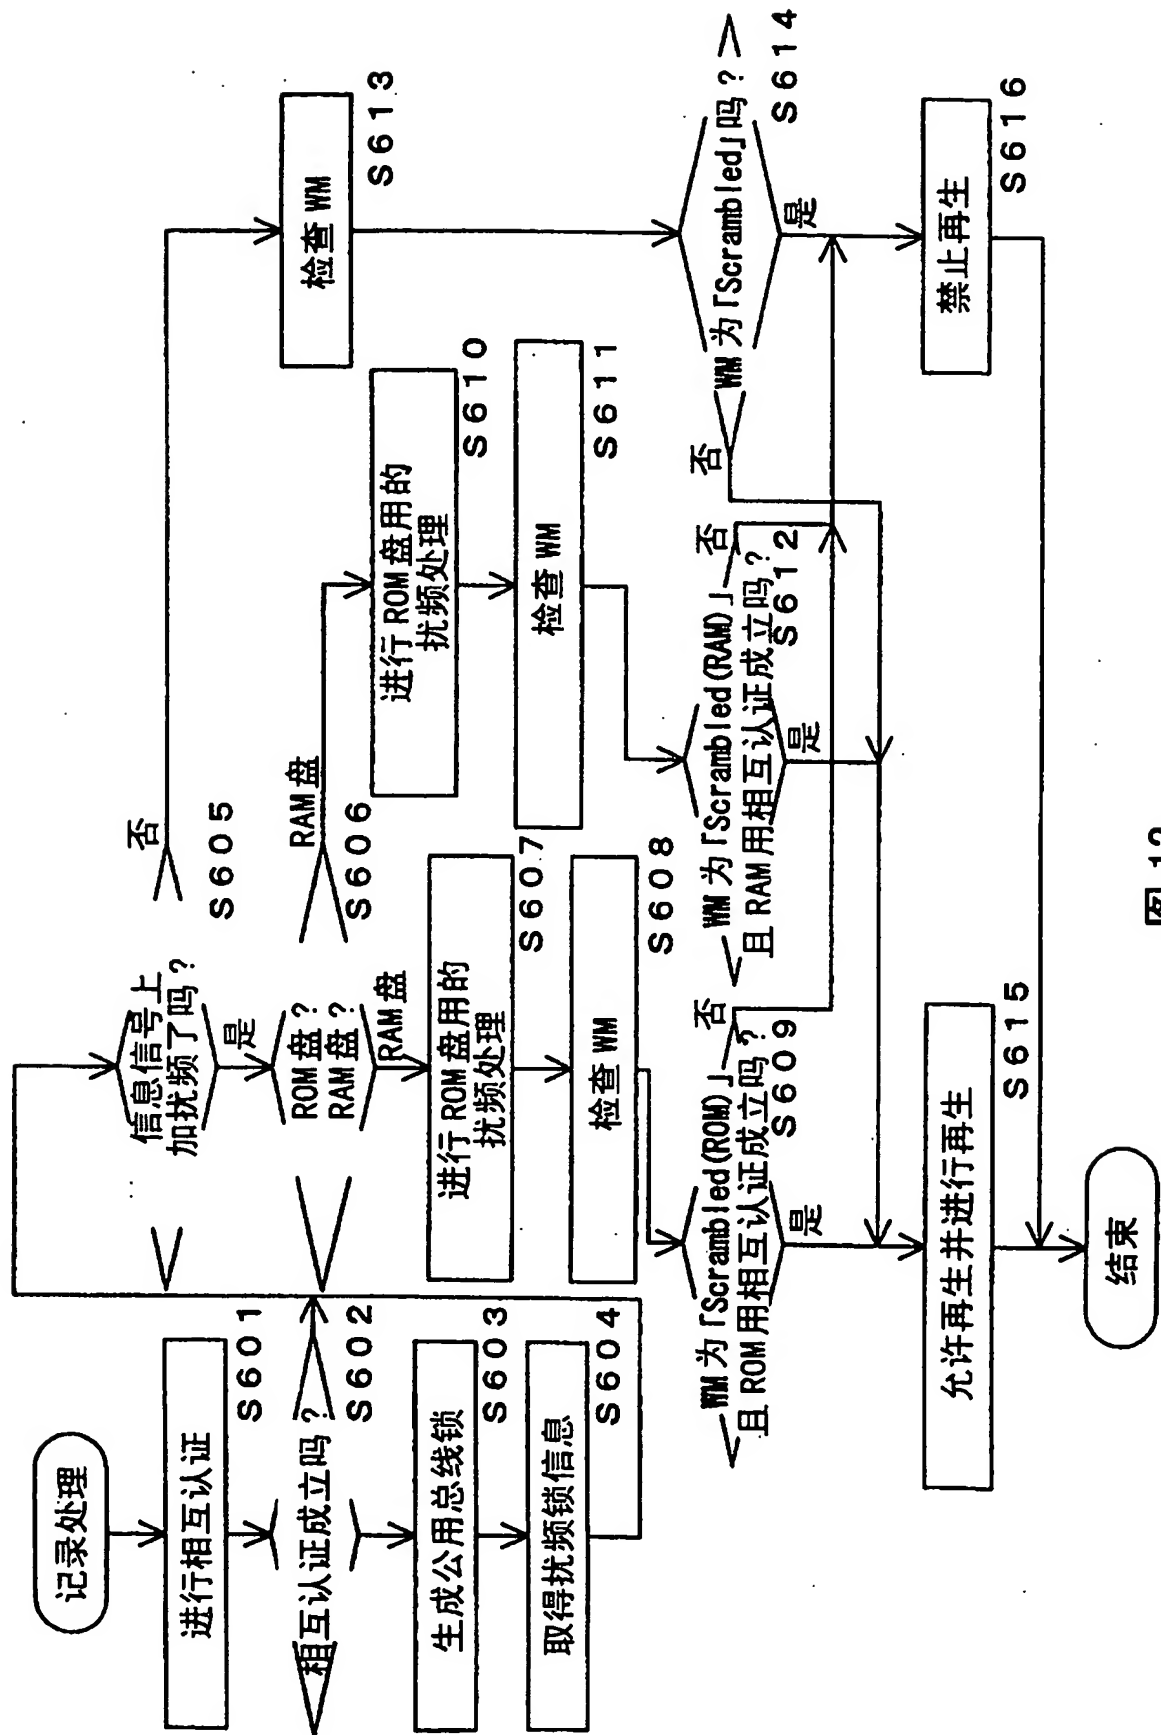 记录处理
进行相互认证
S601
相互认证成立吗?
S602
生成公用总线锁
S603
取得扰频锁信息
S604
信息信号上
加扰频了吗?
否
S605
是
ROM盘?
RAM盘?
RAM盘
S606
RAM盘
进行ROM盘用的
扰频处理
S607
检查WM
S608
WM为「Scrambled(ROM)」
且ROM用相互认证成立吗?
否
S609
是
进行ROM盘用的
扰频处理
S610
检查WM
S611
WM为「Scrambled(RAM)」
且RAM用相互认证成立吗?
否
S612
是
检查WM
S613
WM为「Scrambled」吗?
S614
否
是
允许再生并进行再生
S615
禁止再生
S616
结束